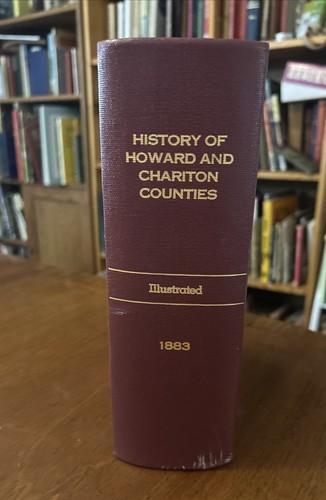 HISTORY OF
HOWARD AND
CHARITON
COUNTIES
Illustrated
1883